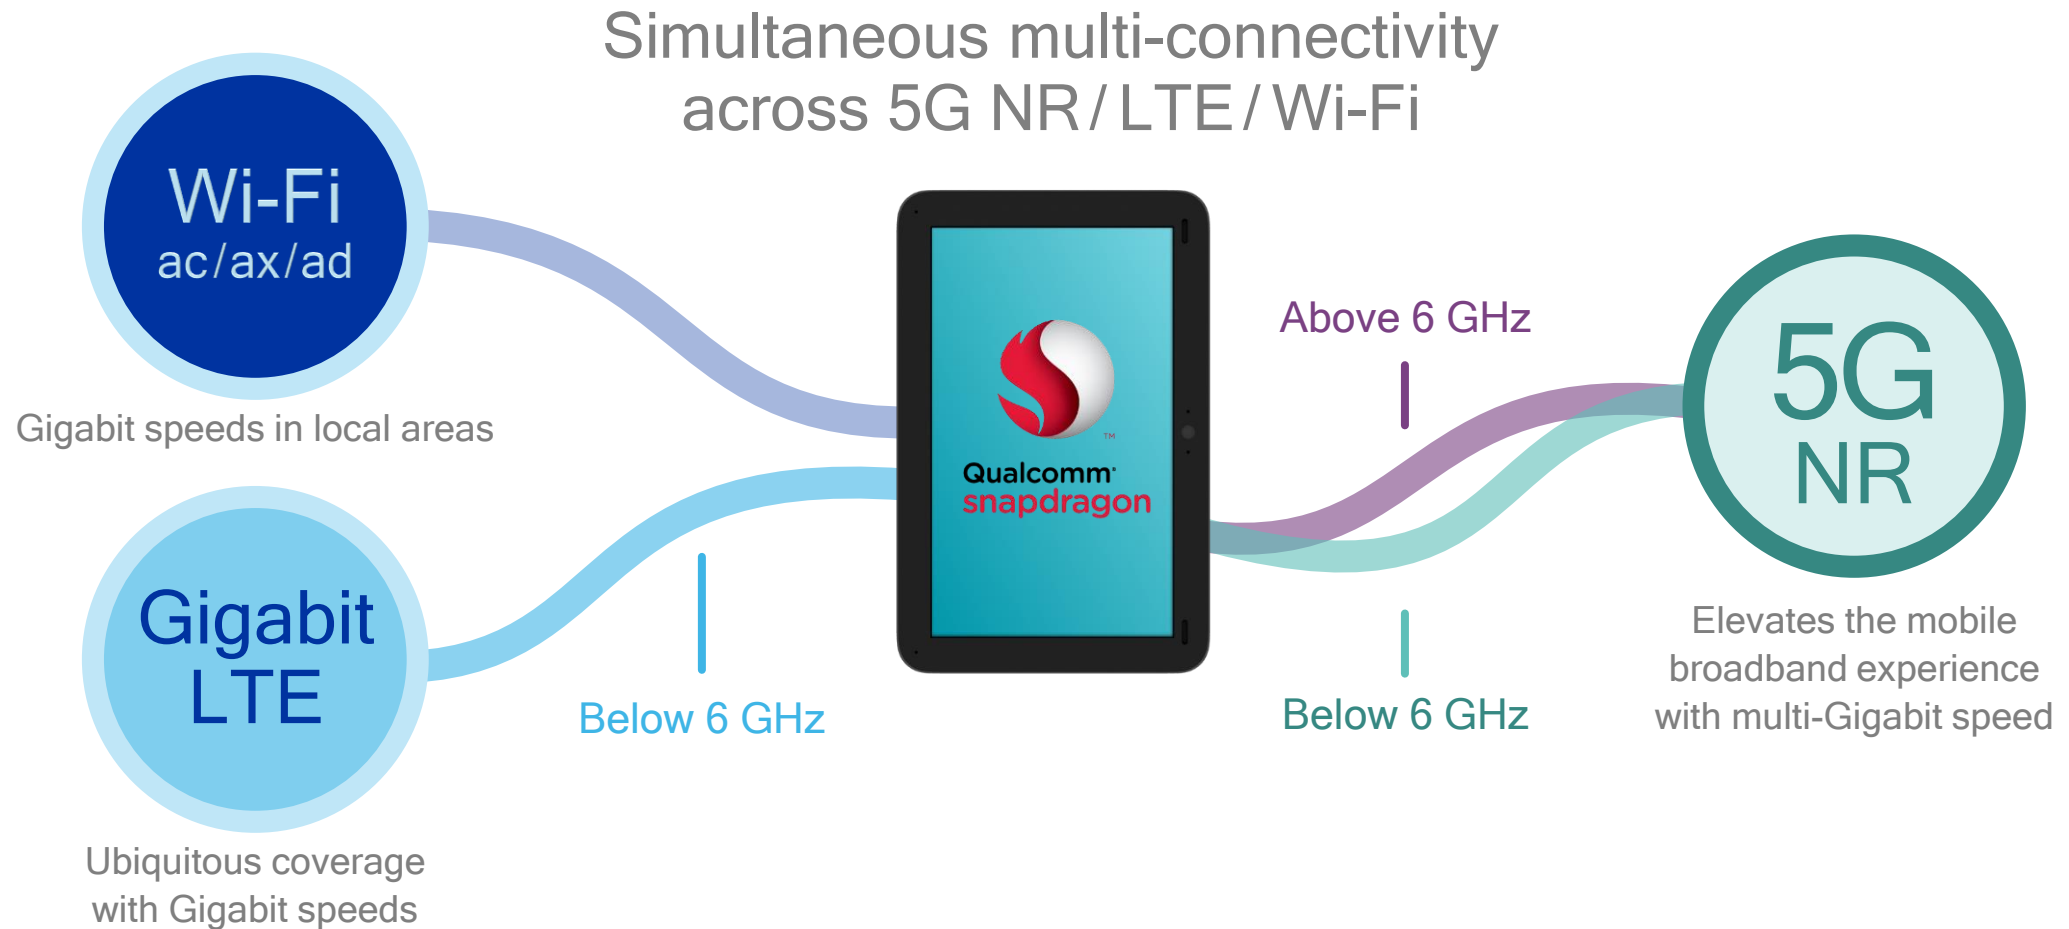 Simultaneous multi-connectivity
across 5G NR/LTE/Wi-Fi
Wi-Fi
ac/ax/ad
Gigabit speeds in local areas
Gigabit
LTE
Ubiquitous coverage
with Gigabit speeds
Below 6 GHz
TM
Qualcomm
snapdragon
Above 6 GHz
Below 6 GHz
5G
NR
Elevates the mobile
broadband experience
with multi-Gigabit speed